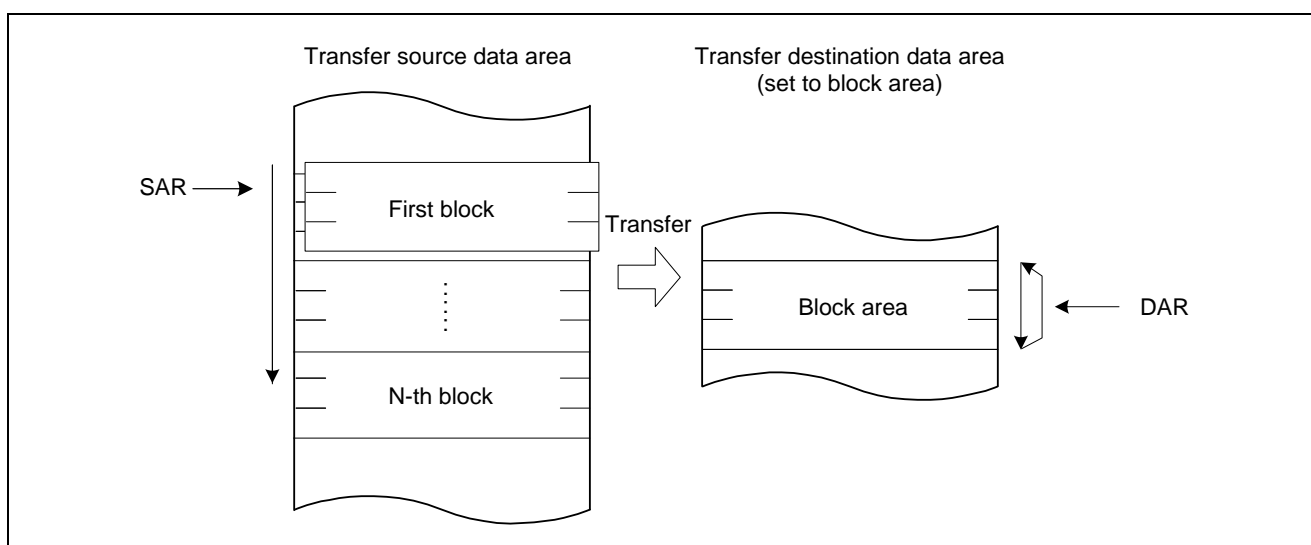 Transfer source data area
Transfer destination data area
(set to block area)
SAR
First block
Transfer
Block area
DAR
N-th block